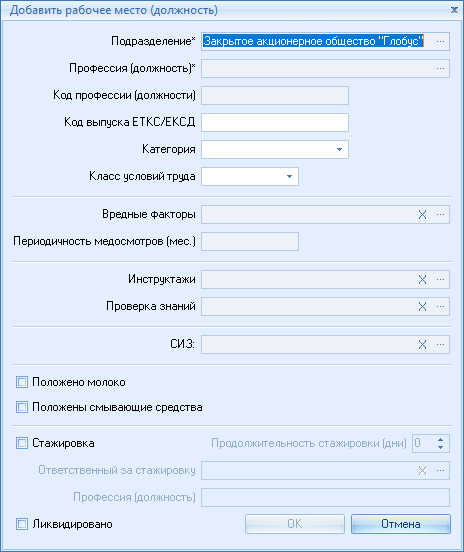 Добавить рабочее место (должность)
Подразделение* Закрытое акционерное общество "Глобус" ...
Профессия (должность)* ...
Код профессии (должности)
Код выпуска ЕТКС/ЕКСД
Категория
Класс условий труда
Вредные факторы X ...
Периодичность медосмотров (мес.)
Инструктажи X ...
Проверка знаний X ...
СИЗ: X ...
Положено молоко
Положены смывающие средства
Стажировка Продолжительность стажировки (дни) 0
Ответственный за стажировку X ...
Профессия (должность)
Ликвидировано OK Отмена